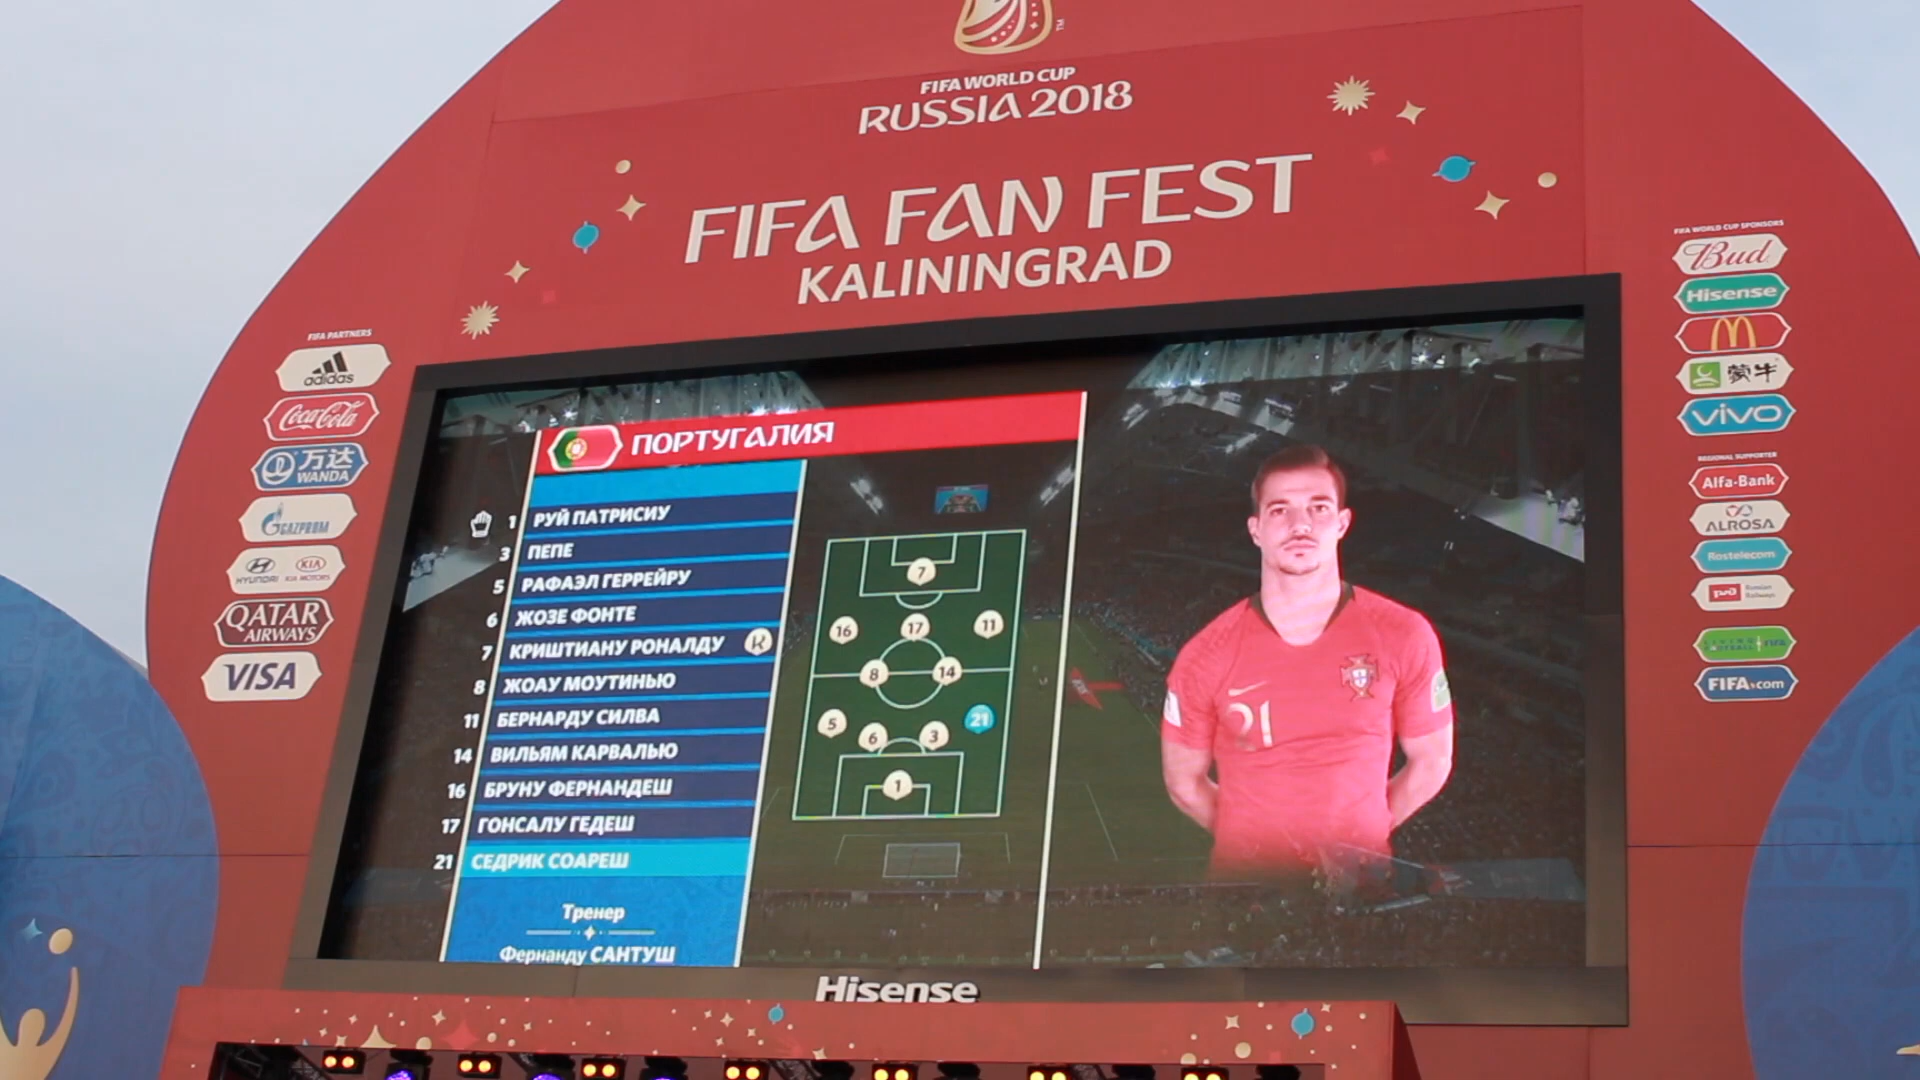 FIFA WORLD CUP
RUSSIA 2018
FIFA FAN FEST
KALININGRAD
FIFA PARTNERS
adidas
Coca-Cola
万达
WANDA
GAZPROM
HYUNDAI
KIA
KIA MOTORS
QATAR
AIRWAYS
VISA
FIFA WORLD CUP SPONSORS
Bud
Hisense
蒙牛
vivo
REGIONAL SUPPORTER
Alfa-Bank
ALROSA
Rostelecom
Russian
Railways
FIFA.com
ПОРТУГАЛИЯ
1 РУЙ ПАТРИСИУ
3 ПЕПЕ
5 РАФАЭЛ ГЕРРЕЙРУ
6 ЖОЗЕ ФОНТЕ
7 КРИШТИАНУ РОНАЛДУ К
8 ЖОАУ МОУТИНЬЮ
11 БЕРНАРДУ СИЛВА
14 ВИЛЬЯМ КАРВАЛЬЮ
16 БРУНУ ФЕРНАНДЕШ
17 ГОНСАЛУ ГЕДЕШ
21 СЕДРИК СОАРЕШ
Тренер
Фернанду САНТУШ
7
16 17 11
8 14
5 6 3 21
1
21
Hisense